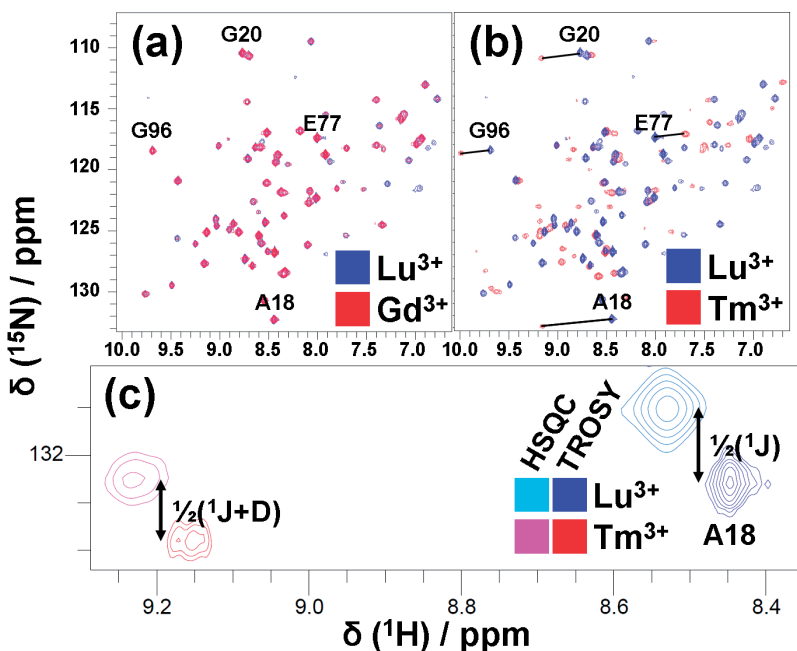 (a)
G20
G96
E77
A18
Lu³⁺
Gd³⁺
(b)
G20
G96
E77
A18
Lu³⁺
Tm³⁺
110
115
120
125
130
δ (¹⁵N) / ppm
10.0 9.5 9.0 8.5 8.0 7.5 7.0
10.0 9.5 9.0 8.5 8.0 7.5 7.0
(c)
132
½(¹J+D)
½(¹J)
HSQC
TROSY
Lu³⁺
Tm³⁺
A18
9.2 9.0 8.8 8.6 8.4
δ (¹H) / ppm